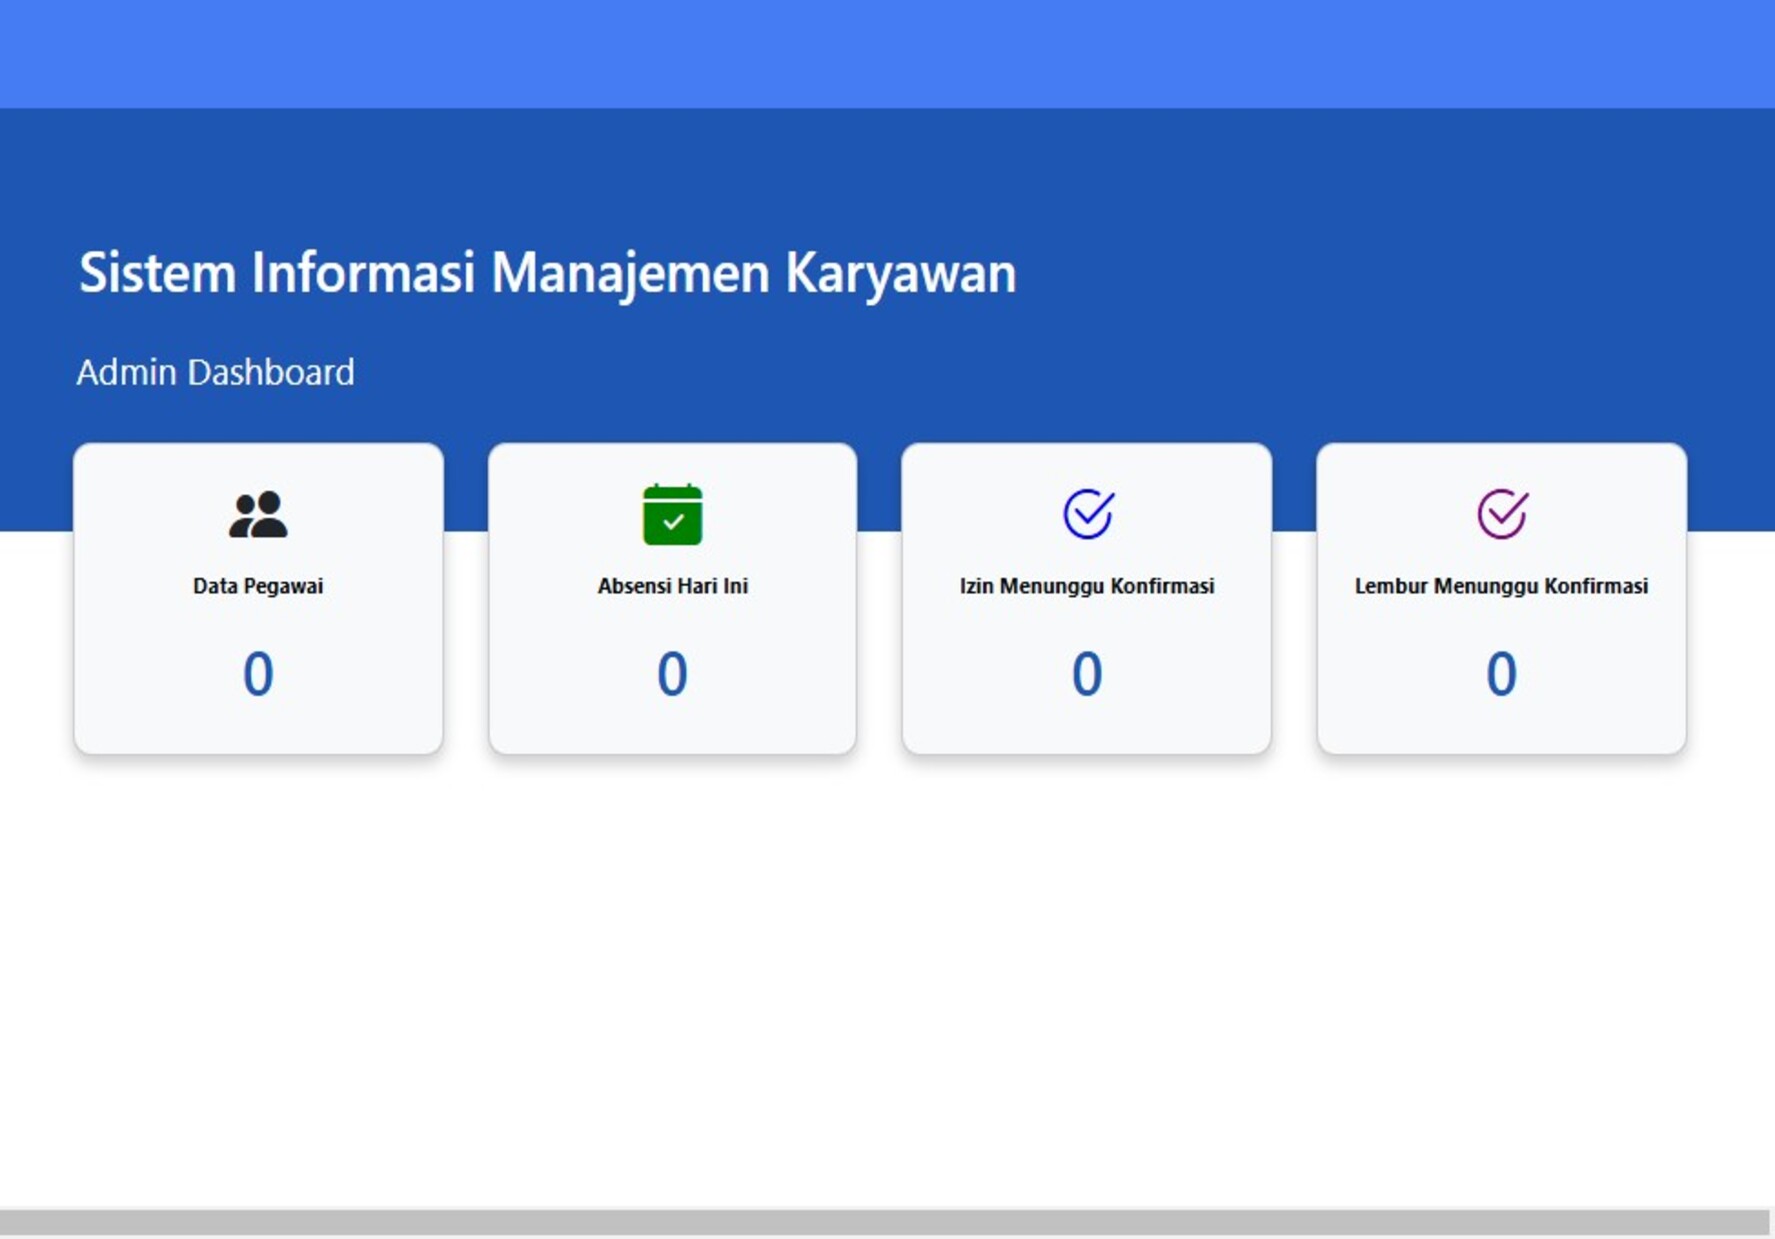 Sistem Informasi Manajemen Karyawan
Admin Dashboard
Data Pegawai
0
Absensi Hari Ini
0
Izin Menunggu Konfirmasi
0
Lembur Menunggu Konfirmasi
0